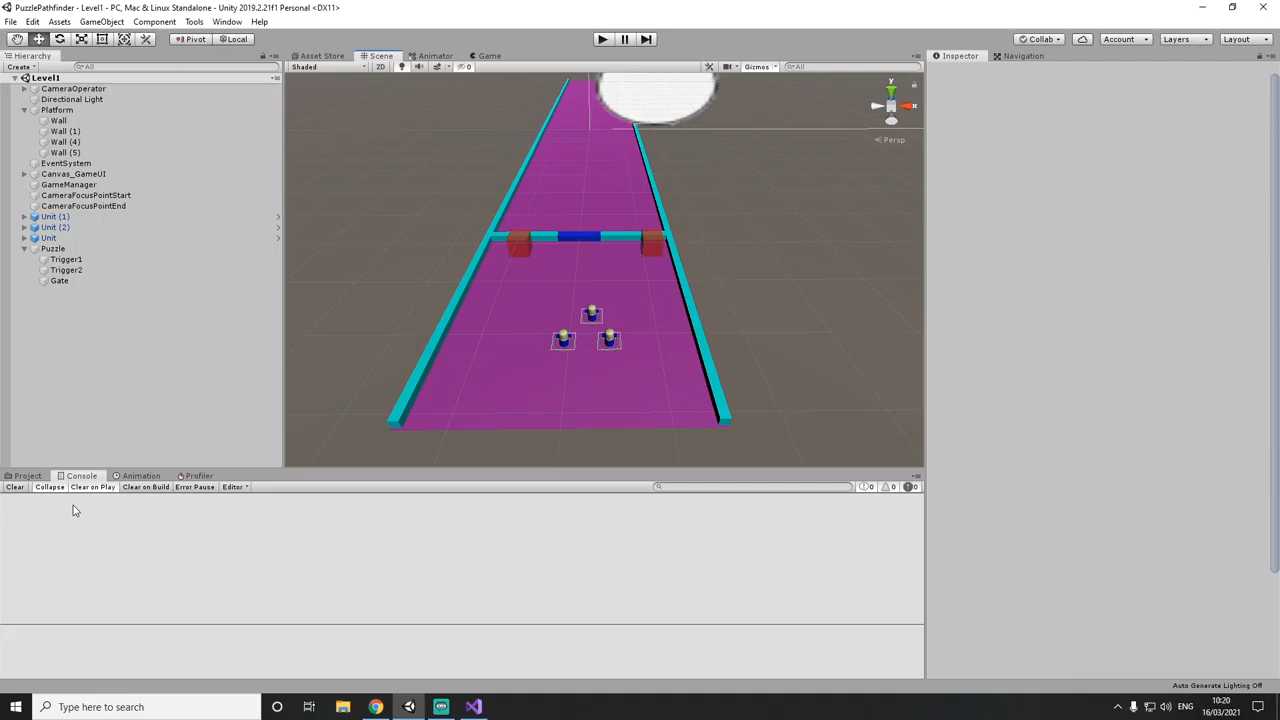 PuzzlePathfinder - Level1 - PC, Mac & Linux Standalone - Unity 2019.2.21f1 Personal <DX11>
File Edit Assets GameObject Component Tools Window Help
Pivot Local Collab Account Layers Layout
Hierarchy Asset Store Scene Animator Game Inspector Navigation
Create All Shaded 2D 0 Gizmos All
Level1
CameraOperator
Directional Light
Platform
Wall
Wall (1)
Wall (4)
Wall (5)
EventSystem
Canvas_GameUI
GameManager
CameraFocusPointStart
CameraFocusPointEnd
Unit (1)
Unit (2)
Unit
Puzzle
Trigger1
Trigger2
Gate
y
x
Persp
Project Console Animation Profiler
Clear Collapse Clear on Play Clear on Build Error Pause Editor 0 0 0
Auto Generate Lighting Off
Type here to search
ENG
10:20
16/03/2021